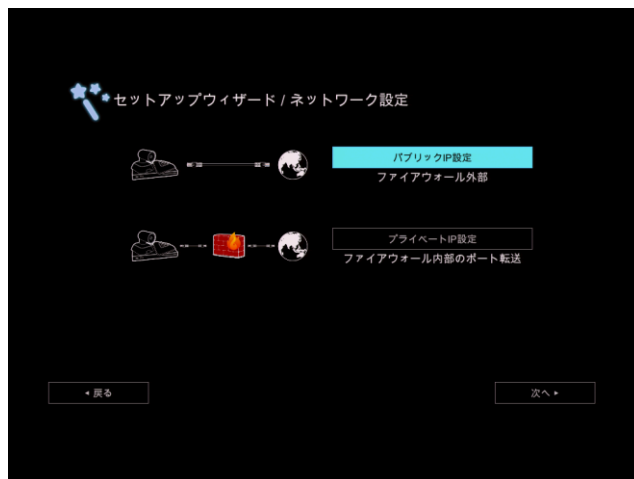 セットアップウィザード / ネットワーク設定
パブリックIP設定
ファイアウォール外部
プライベートIP設定
ファイアウォール内部のポート転送
◂ 戻る
次へ ▸